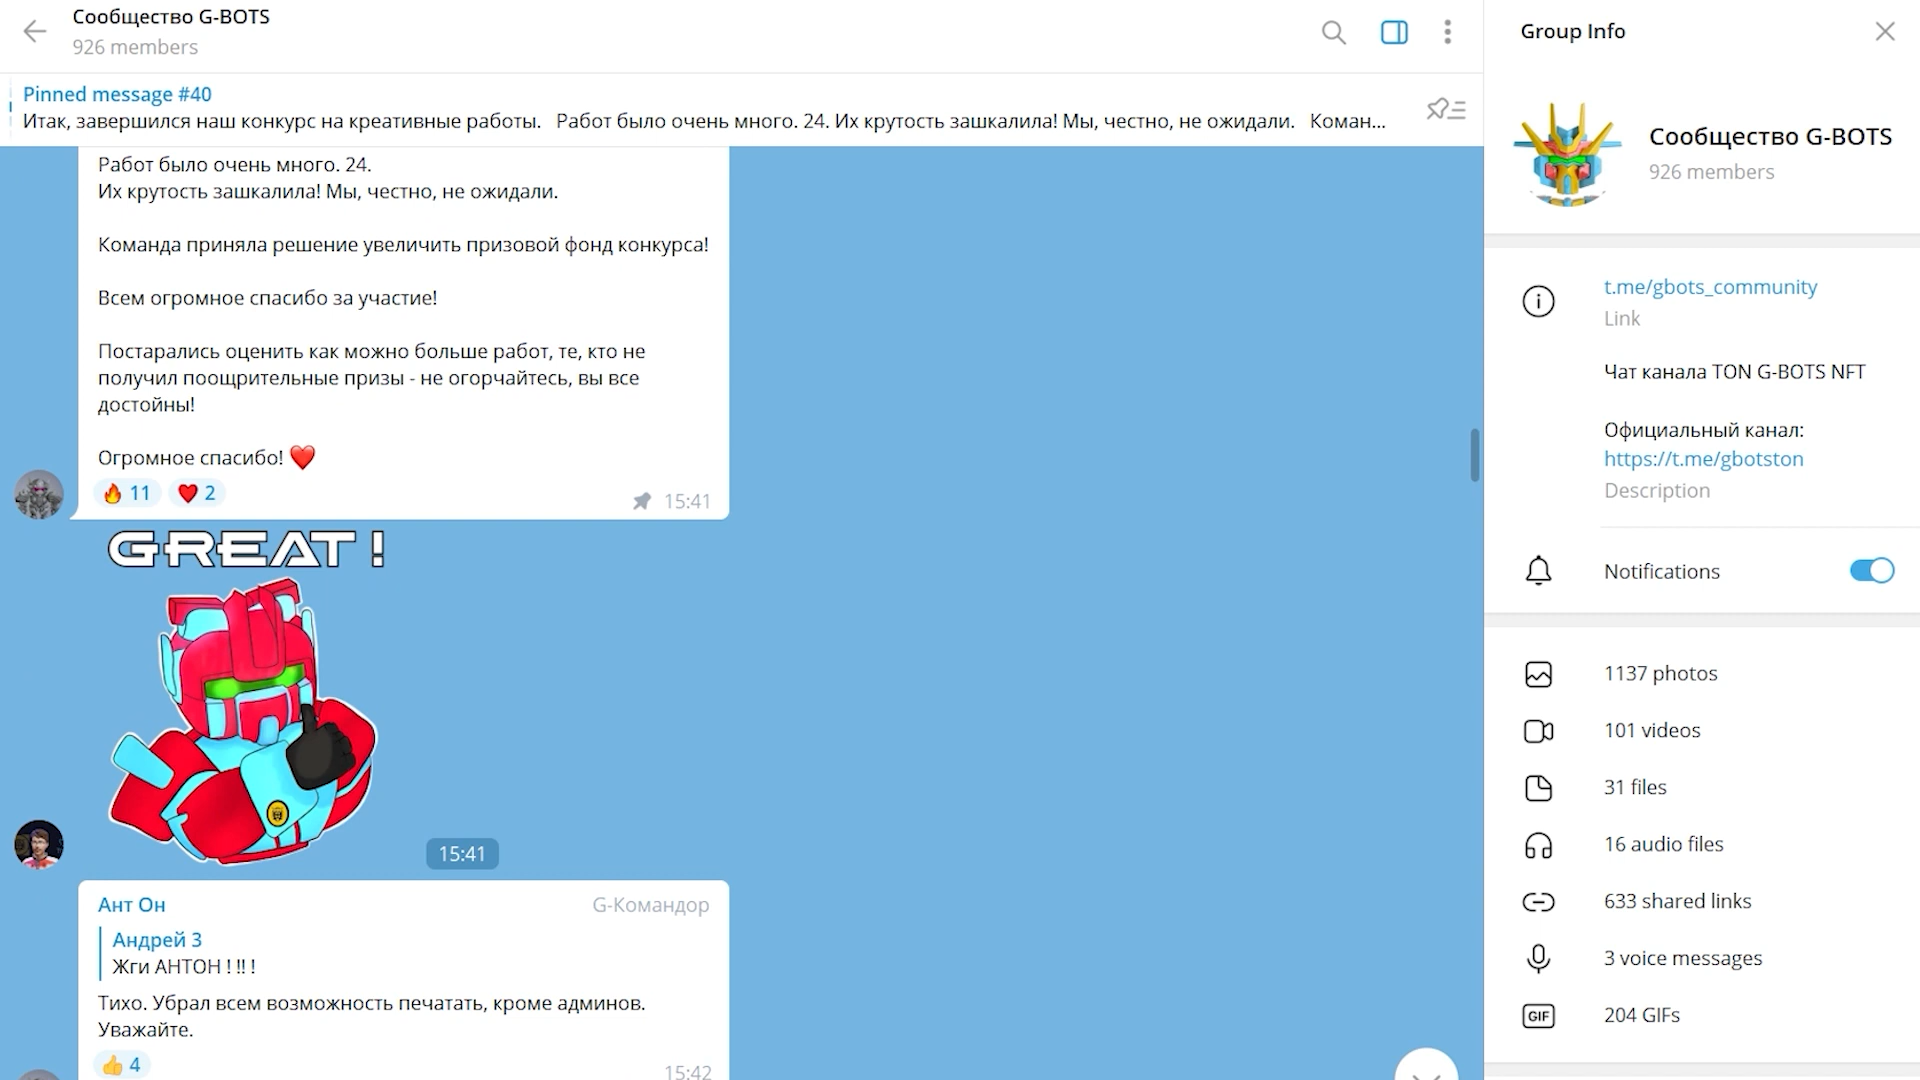 Сообщество G-BOTS
926 members
Pinned message #40
Итак, завершился наш конкурс на креативные работы. Работ было очень много. 24. Их крутость зашкалила! Мы, честно, не ожидали. Коман...
Работ было очень много. 24.
Их крутость зашкалила! Мы, честно, не ожидали.
Команда приняла решение увеличить призовой фонд конкурса!
Всем огромное спасибо за участие!
Постарались оценить как можно больше работ, те, кто не
получил поощрительные призы - не огорчайтесь, вы все
достойны!
Огромное спасибо! ❤️
🔥 11 ❤️ 2 15:41
GREAT !
15:41
Ант Он G-Командор
Андрей З
Жги АНТОН ! !! !
Тихо. Убрал всем возможность печатать, кроме админов.
Уважайте.
👍 4 15:42
Group Info
Сообщество G-BOTS
926 members
t.me/gbots_community
Link
Чат канала TON G-BOTS NFT
Официальный канал:
https://t.me/gbotston
Description
Notifications
1137 photos
101 videos
31 files
16 audio files
633 shared links
3 voice messages
GIF 204 GIFs